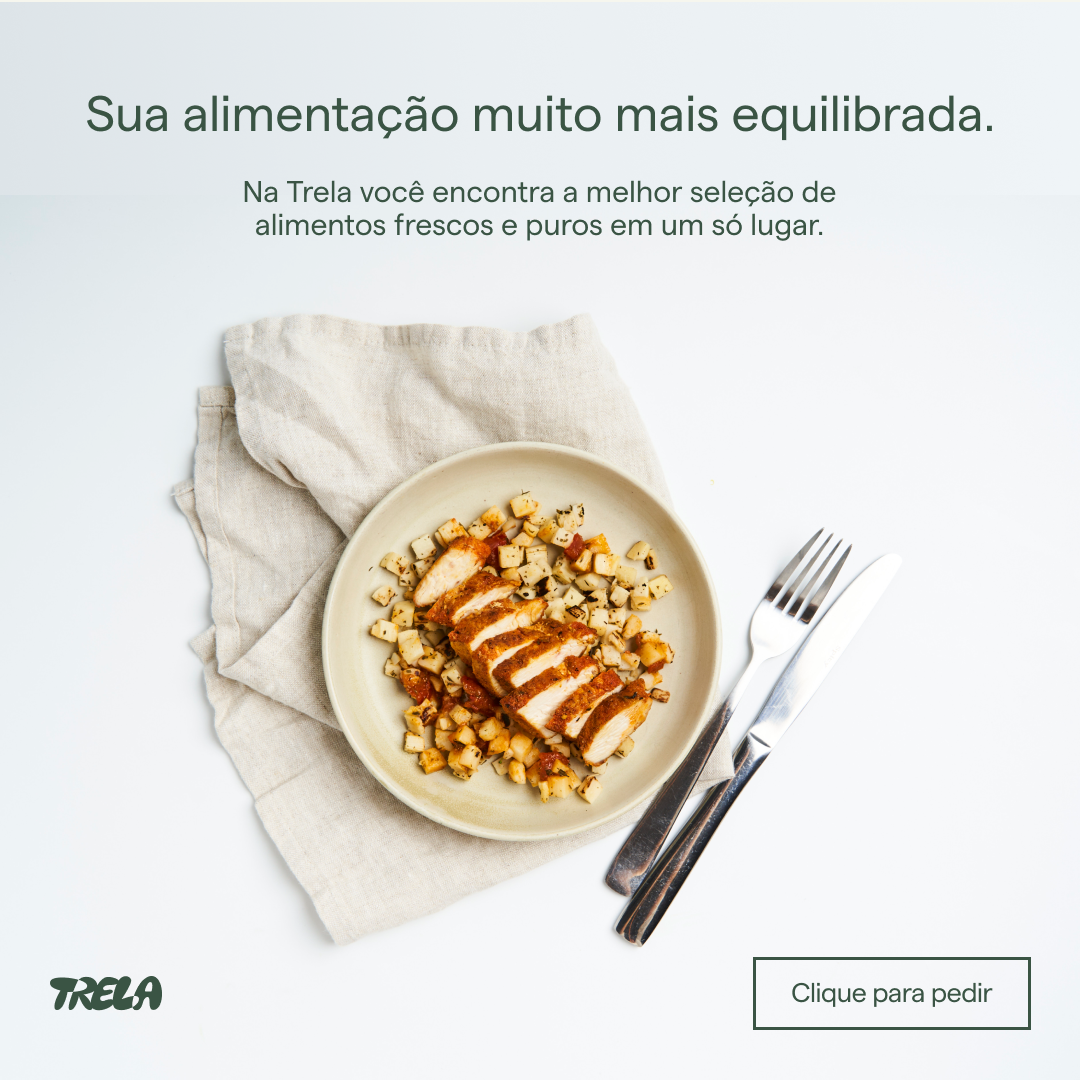 Sua alimentação muito mais equilibrada.
Na Trela você encontra a melhor seleção de
alimentos frescos e puros em um só lugar.
TRELA
Clique para pedir